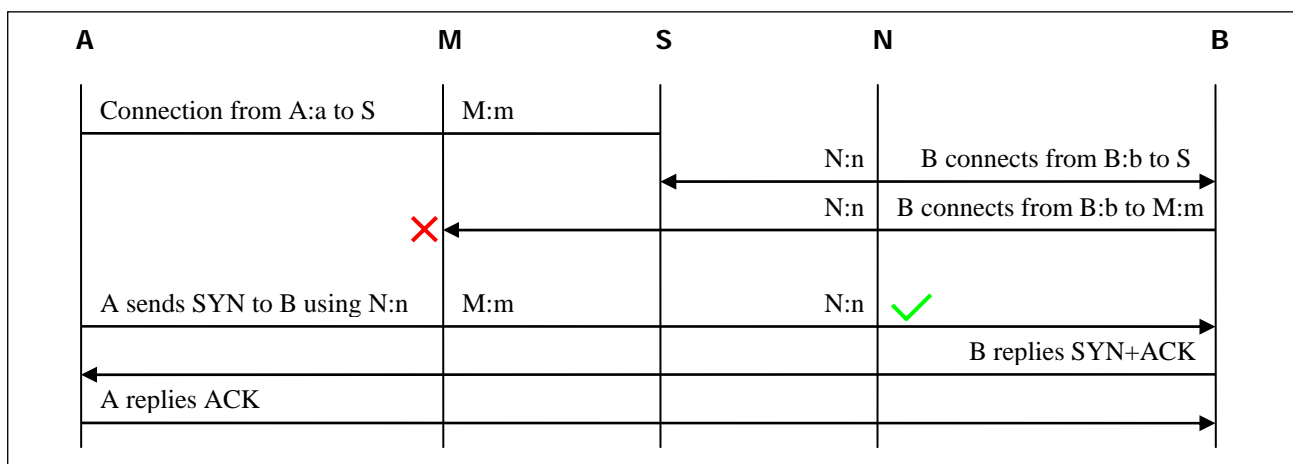 A M S N B
Connection from A:a to S M:m
N:n B connects from B:b to S
N:n B connects from B:b to M:m
A sends SYN to B using N:n M:m N:n
B replies SYN+ACK
A replies ACK